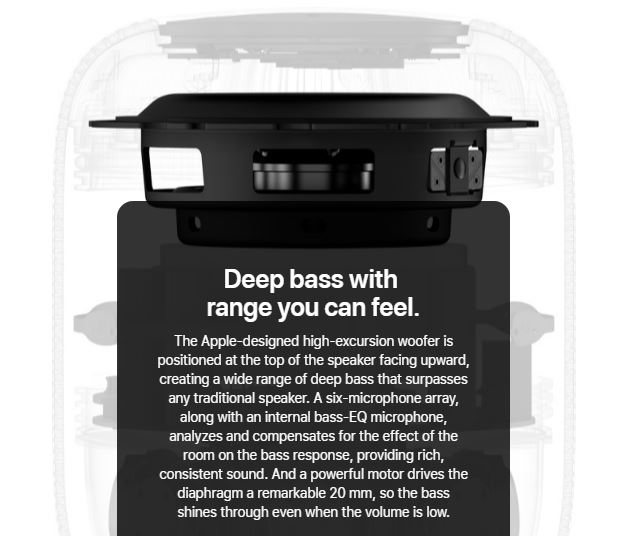 Deep bass with
range you can feel.
The Apple-designed high-excursion woofer is
positioned at the top of the speaker facing upward,
creating a wide range of deep bass that surpasses
any traditional speaker. A six-microphone array,
along with an internal bass-EQ microphone,
analyzes and compensates for the effect of the
room on the bass response, providing rich,
consistent sound. And a powerful motor drives the
diaphragm a remarkable 20 mm, so the bass
shines through even when the volume is low.